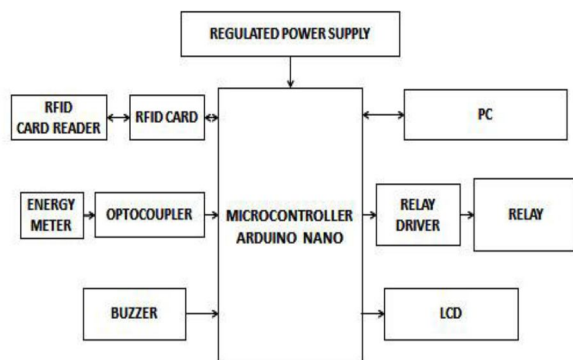 REGULATED POWER SUPPLY
RFID
CARD READER
RFID CARD
PC
ENERGY
METER
OPTOCOUPLER
MICROCONTROLLER
ARDUINO NANO
RELAY
DRIVER
RELAY
BUZZER
LCD